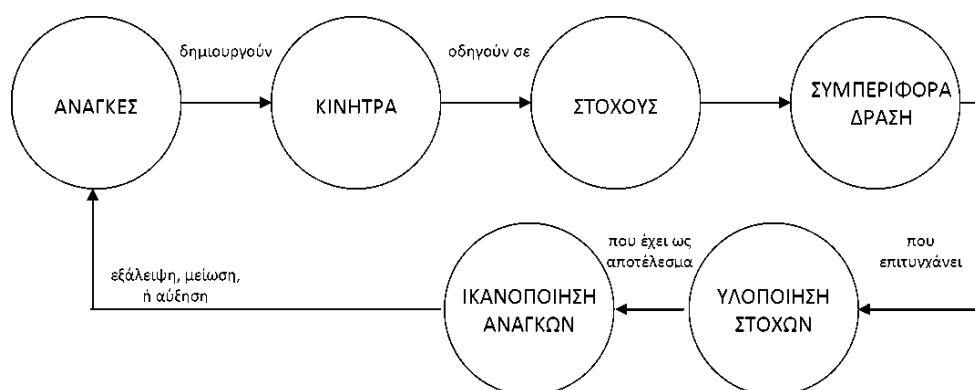 ΑΝΑΓΚΕΣ
δημιουργούν
ΚΙΝΗΤΡΑ
οδηγούν σε
ΣΤΟΧΟΥΣ
ΣΥΜΠΕΡΙΦΟΡΑ
ΔΡΑΣΗ
που
επιτυνχάνει
ΥΛΟΠΟΙΗΣΗ
ΣΤΟΧΩΝ
που έχει ως
αποτέλεσμα
ΙΚΑΝΟΠΟΙΗΣΗ
ΑΝΑΓΚΩΝ
εξάλειψη, μείωση,
ή αύξηση